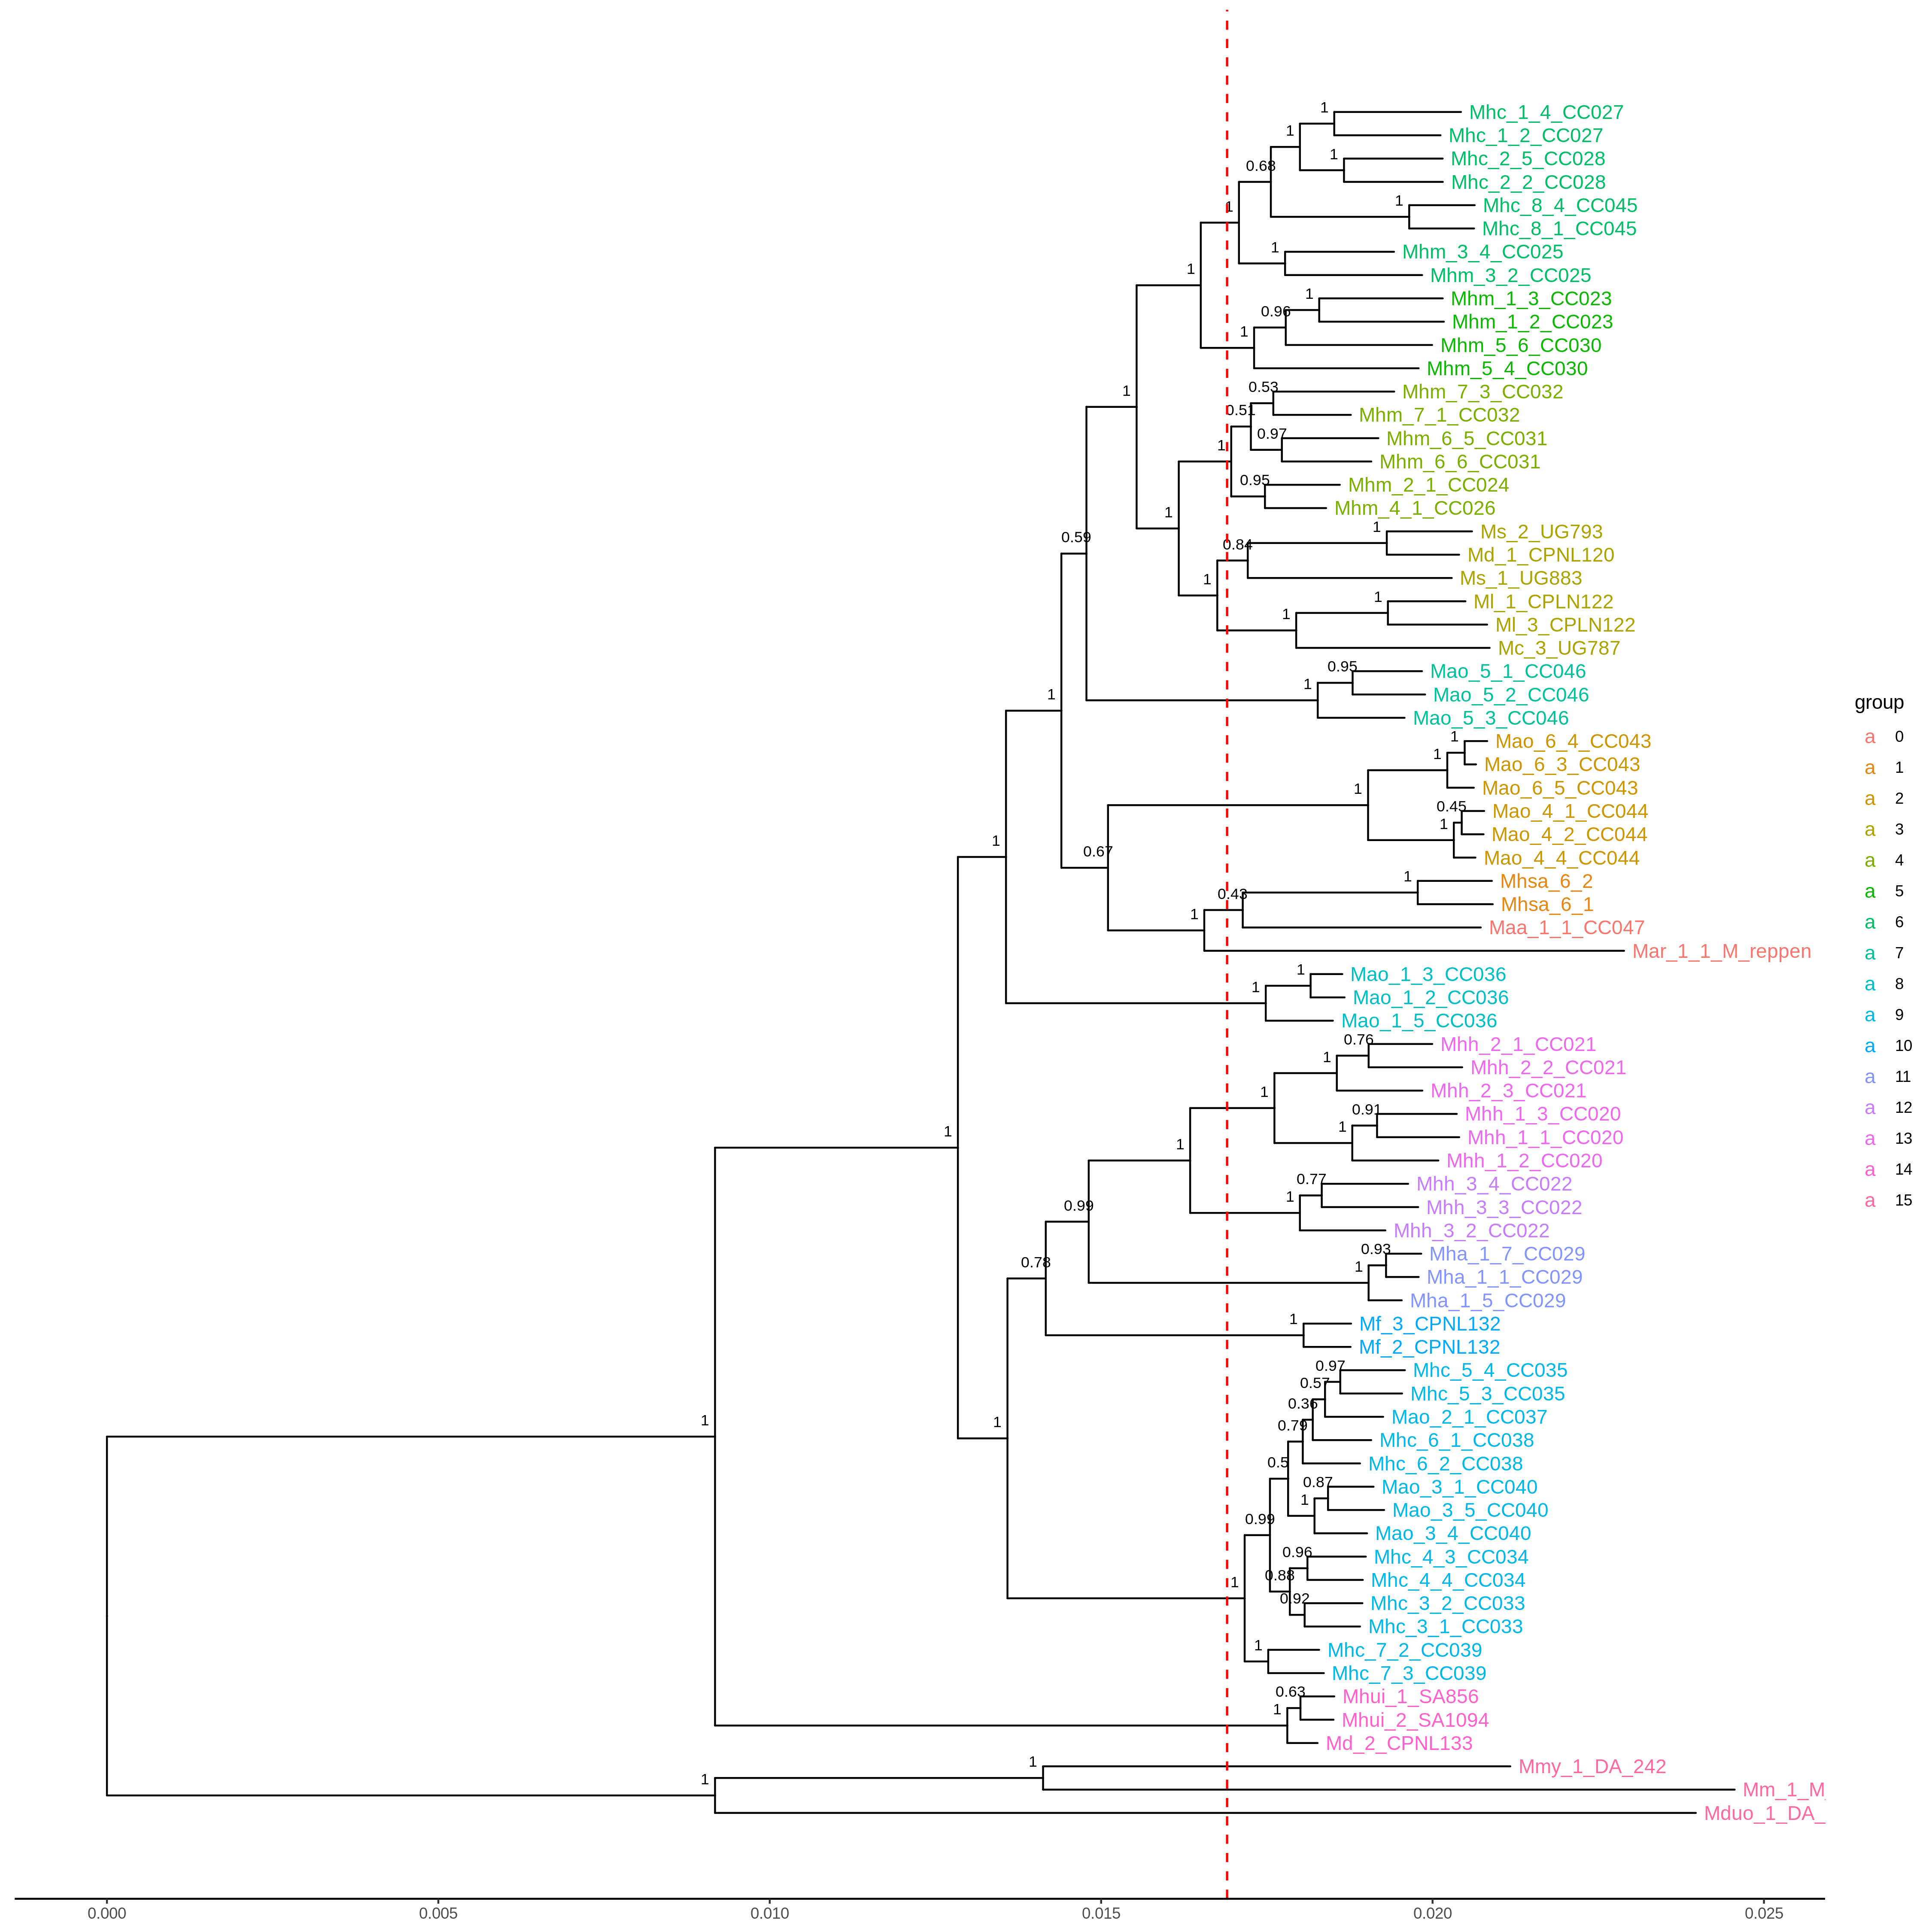 1
Mhc_1_4_CC027
1
Mhc_1_2_CC027
1
Mhc_2_5_CC028
0.68
Mhc_2_2_CC028
1
Mhc_8_4_CC045
1
Mhc_8_1_CC045
1
Mhm_3_4_CC025
1
Mhm_3_2_CC025
1
Mhm_1_3_CC023
0.96
Mhm_1_2_CC023
1
Mhm_5_6_CC030
Mhm_5_4_CC030
1
0.53
Mhm_7_3_CC032
0.51
Mhm_7_1_CC032
0.97
Mhm_6_5_CC031
1
Mhm_6_6_CC031
0.95
Mhm_2_1_CC024
Mhm_4_1_CC026
1
1
Ms_2_UG793
0.59
0.84
Md_1_CPNL120
1
Ms_1_UG883
1
Ml_1_CPLN122
1
Ml_3_CPLN122
Mc_3_UG787
0.95
Mao_5_1_CC046
1
1
Mao_5_2_CC046
group
Mao_5_3_CC046
1
Mao_6_4_CC043
a 0
1
Mao_6_3_CC043
a 1
1
Mao_6_5_CC043
a 2
0.45
Mao_4_1_CC044
1
Mao_4_2_CC044
a 3
1
0.67
Mao_4_4_CC044
a 4
1
Mhsa_6_2
a 5
0.43
Mhsa_6_1
1
Maa_1_1_CC047
a 6
Mar_1_1_M_reppen
a 7
1
Mao_1_3_CC036
a 8
1
Mao_1_2_CC036
a 9
Mao_1_5_CC036
0.76
Mhh_2_1_CC021
a 10
1
Mhh_2_2_CC021
a 11
1
Mhh_2_3_CC021
0.91
Mhh_1_3_CC020
a 12
1
1
Mhh_1_1_CC020
a 13
1
Mhh_1_2_CC020
a 14
0.77
Mhh_3_4_CC022
1
0.99
Mhh_3_3_CC022
a 15
Mhh_3_2_CC022
0.78
0.93
Mha_1_7_CC029
1
Mha_1_1_CC029
Mha_1_5_CC029
1
Mf_3_CPNL132
Mf_2_CPNL132
0.97
Mhc_5_4_CC035
0.57
Mhc_5_3_CC035
0.36
Mao_2_1_CC037
1
1
0.79
Mhc_6_1_CC038
0.5
Mhc_6_2_CC038
0.87
Mao_3_1_CC040
1
Mao_3_5_CC040
0.99
Mao_3_4_CC040
0.96
Mhc_4_3_CC034
1
0.88
Mhc_4_4_CC034
0.92
Mhc_3_2_CC033
Mhc_3_1_CC033
1
Mhc_7_2_CC039
Mhc_7_3_CC039
0.63
Mhui_1_SA856
1
Mhui_2_SA1094
Md_2_CPNL133
1
Mmy_1_DA_242
1
Mm_1_M
Mduo_1_DA_
0.000 0.005 0.010 0.015 0.020 0.025